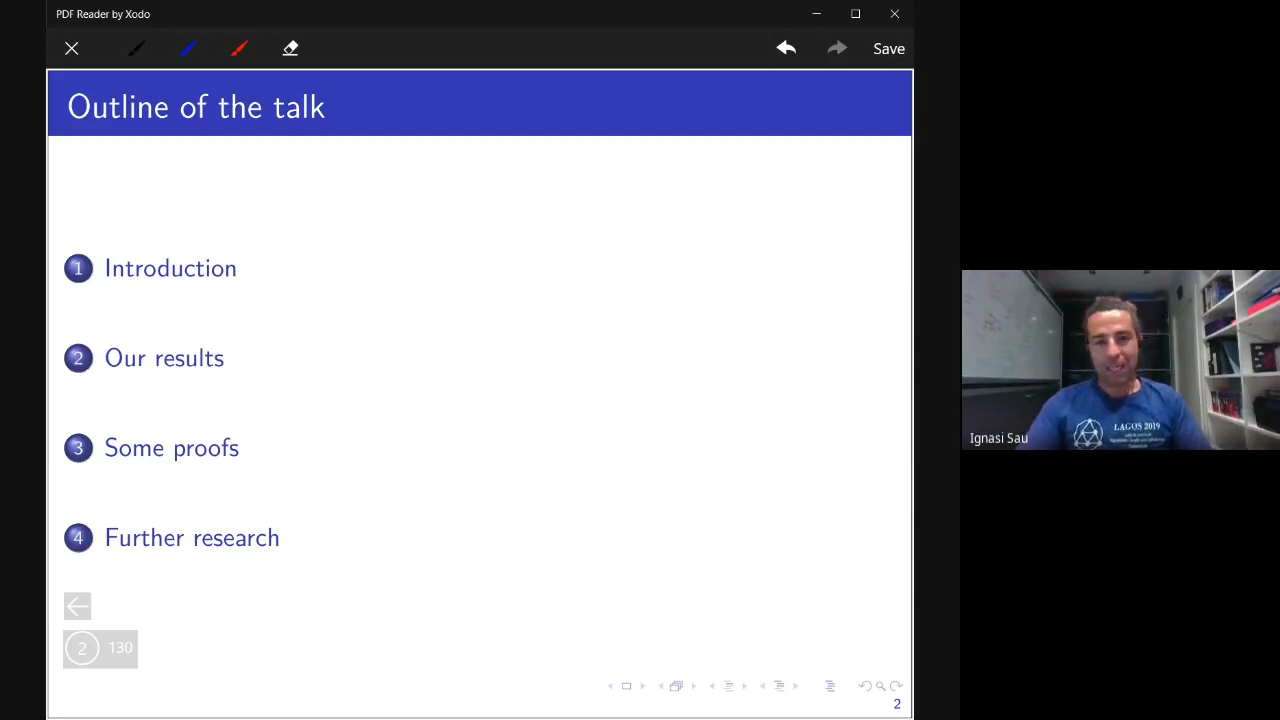 PDF Reader by Xodo
Save
Outline of the talk
1 Introduction
2 Our results
3 Some proofs
4 Further research
2 130
2
LAGOS 2019
Ignasi Sau